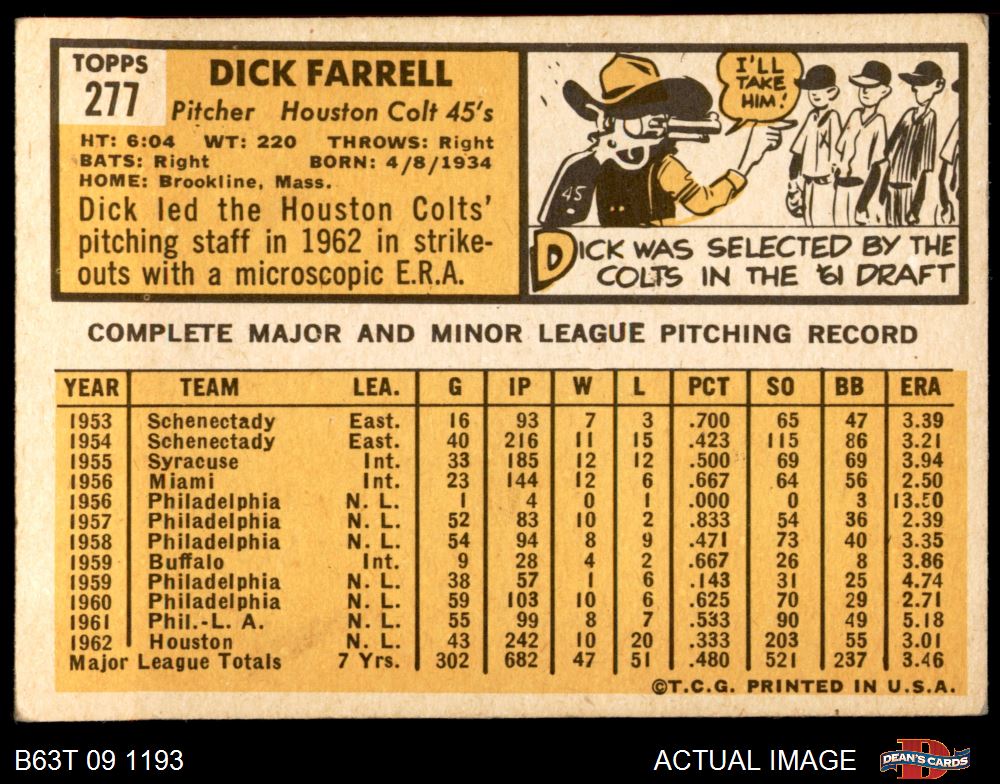 TOPPS
277
DICK FARRELL
Pitcher Houston Colt 45's
HT: 6:04 WT: 220 THROWS: Right
BATS: Right BORN: 4/8/1934
HOME: Brookline, Mass.
Dick led the Houston Colts'
pitching staff in 1962 in strike-
outs with a microscopic E.R.A.
I'LL
TAKE
HIM!
45
DICK WAS SELECTED BY THE
COLTS IN THE '61 DRAFT
COMPLETE MAJOR AND MINOR LEAGUE PITCHING RECORD
YEAR TEAM LEA. G IP W L PCT SO BB ERA
1953 Schenectady East. 16 93 7 3 .700 65 47 3.39
1954 Schenectady East. 40 216 11 15 .423 115 86 3.21
1955 Syracuse Int. 33 185 12 12 .500 69 69 3.94
1956 Miami Int. 23 144 12 6 .667 64 56 2.50
1956 Philadelphia N. L. 1 4 0 1 .000 0 3 13.50
1957 Philadelphia N. L. 52 83 10 2 .833 54 36 2.39
1958 Philadelphia N. L. 54 94 8 9 .471 73 40 3.35
1959 Buffalo Int. 9 28 4 2 .667 26 8 3.86
1959 Philadelphia N. L. 38 57 1 6 .143 31 25 4.74
1960 Philadelphia N. L. 59 103 10 6 .625 70 29 2.71
1961 Phil.-L. A. N. L. 55 99 8 7 .533 90 49 5.18
1962 Houston N. L. 43 242 10 20 .333 203 55 3.01
Major League Totals 7 Yrs. 302 682 47 51 .480 521 237 3.46
©T.C.G. PRINTED IN U.S.A.
B63T 09 1193 ACTUAL IMAGE
DEAN'S CARDS